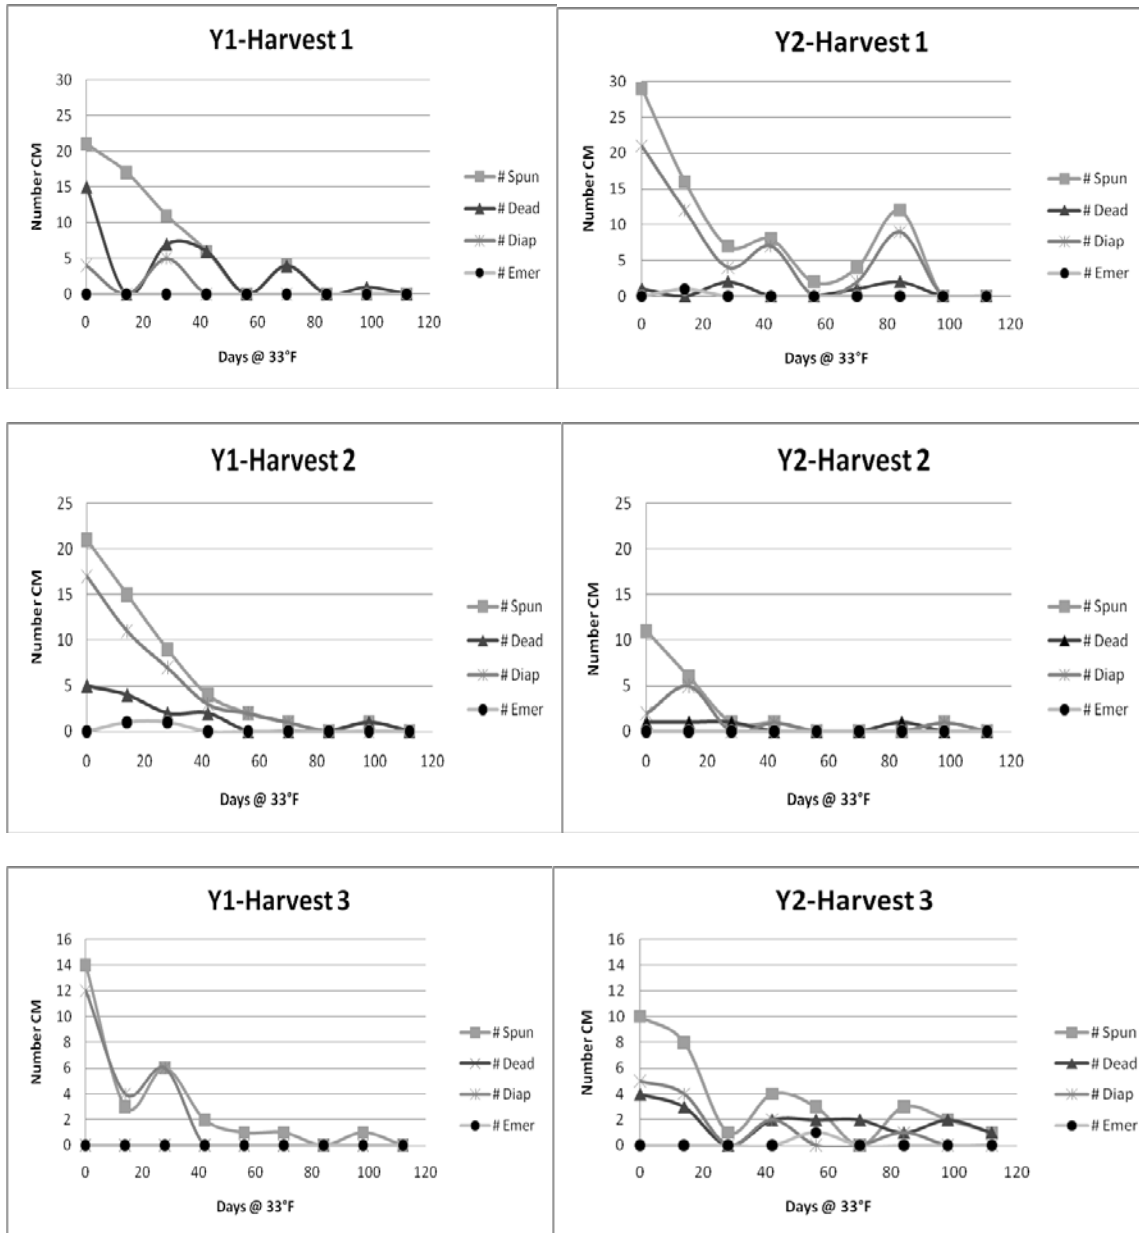 Y1-Harvest 1
30
25
20
15
10
5
0
Number CM
0 20 40 60 80 100 120
Days @ 33°F
# Spun
# Dead
# Diap
# Emer
Y2-Harvest 1
30
25
20
15
10
5
0
Number CM
0 20 40 60 80 100 120
Days @ 33°F
# Spun
# Dead
# Diap
# Emer
Y1-Harvest 2
25
20
15
10
5
0
Number CM
0 20 40 60 80 100 120
Days @ 33°F
# Spun
# Dead
# Diap
# Emer
Y2-Harvest 2
25
20
15
10
5
0
Number CM
0 20 40 60 80 100 120
Days @ 33°F
# Spun
# Dead
# Diap
# Emer
Y1-Harvest 3
16
14
12
10
8
6
4
2
0
Number CM
0 20 40 60 80 100 120
Days @ 33°F
# Spun
# Dead
# Diap
# Emer
Y2-Harvest 3
16
14
12
10
8
6
4
2
0
Number CM
0 20 40 60 80 100 120
Days @ 33°F
# Spun
# Dead
# Diap
# Emer